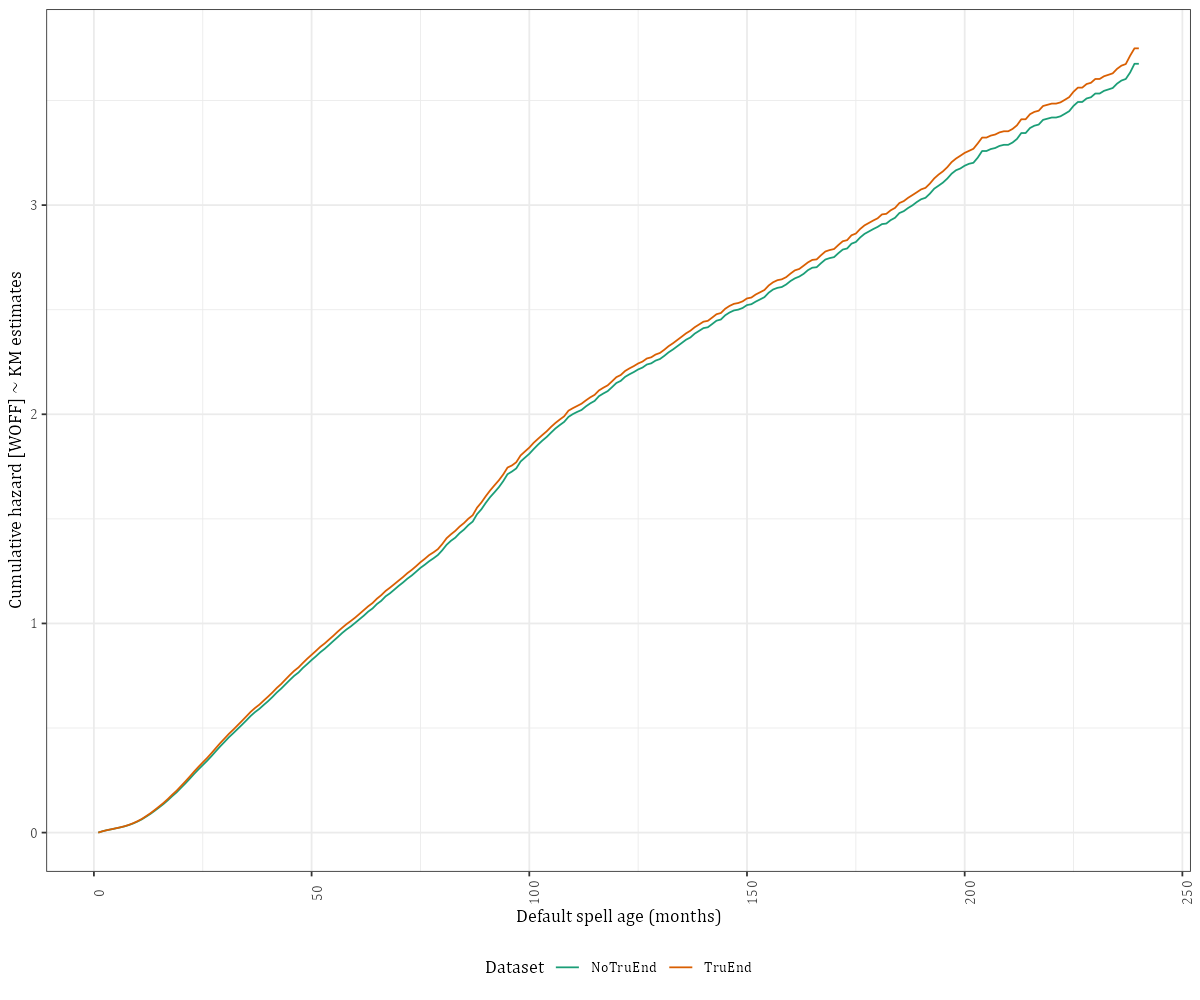 Cumulative hazard [WOFF] ~ KM estimates
3
2
1
0
0 50 100 150 200 250
Default spell age (months)
Dataset NoTruEnd TruEnd